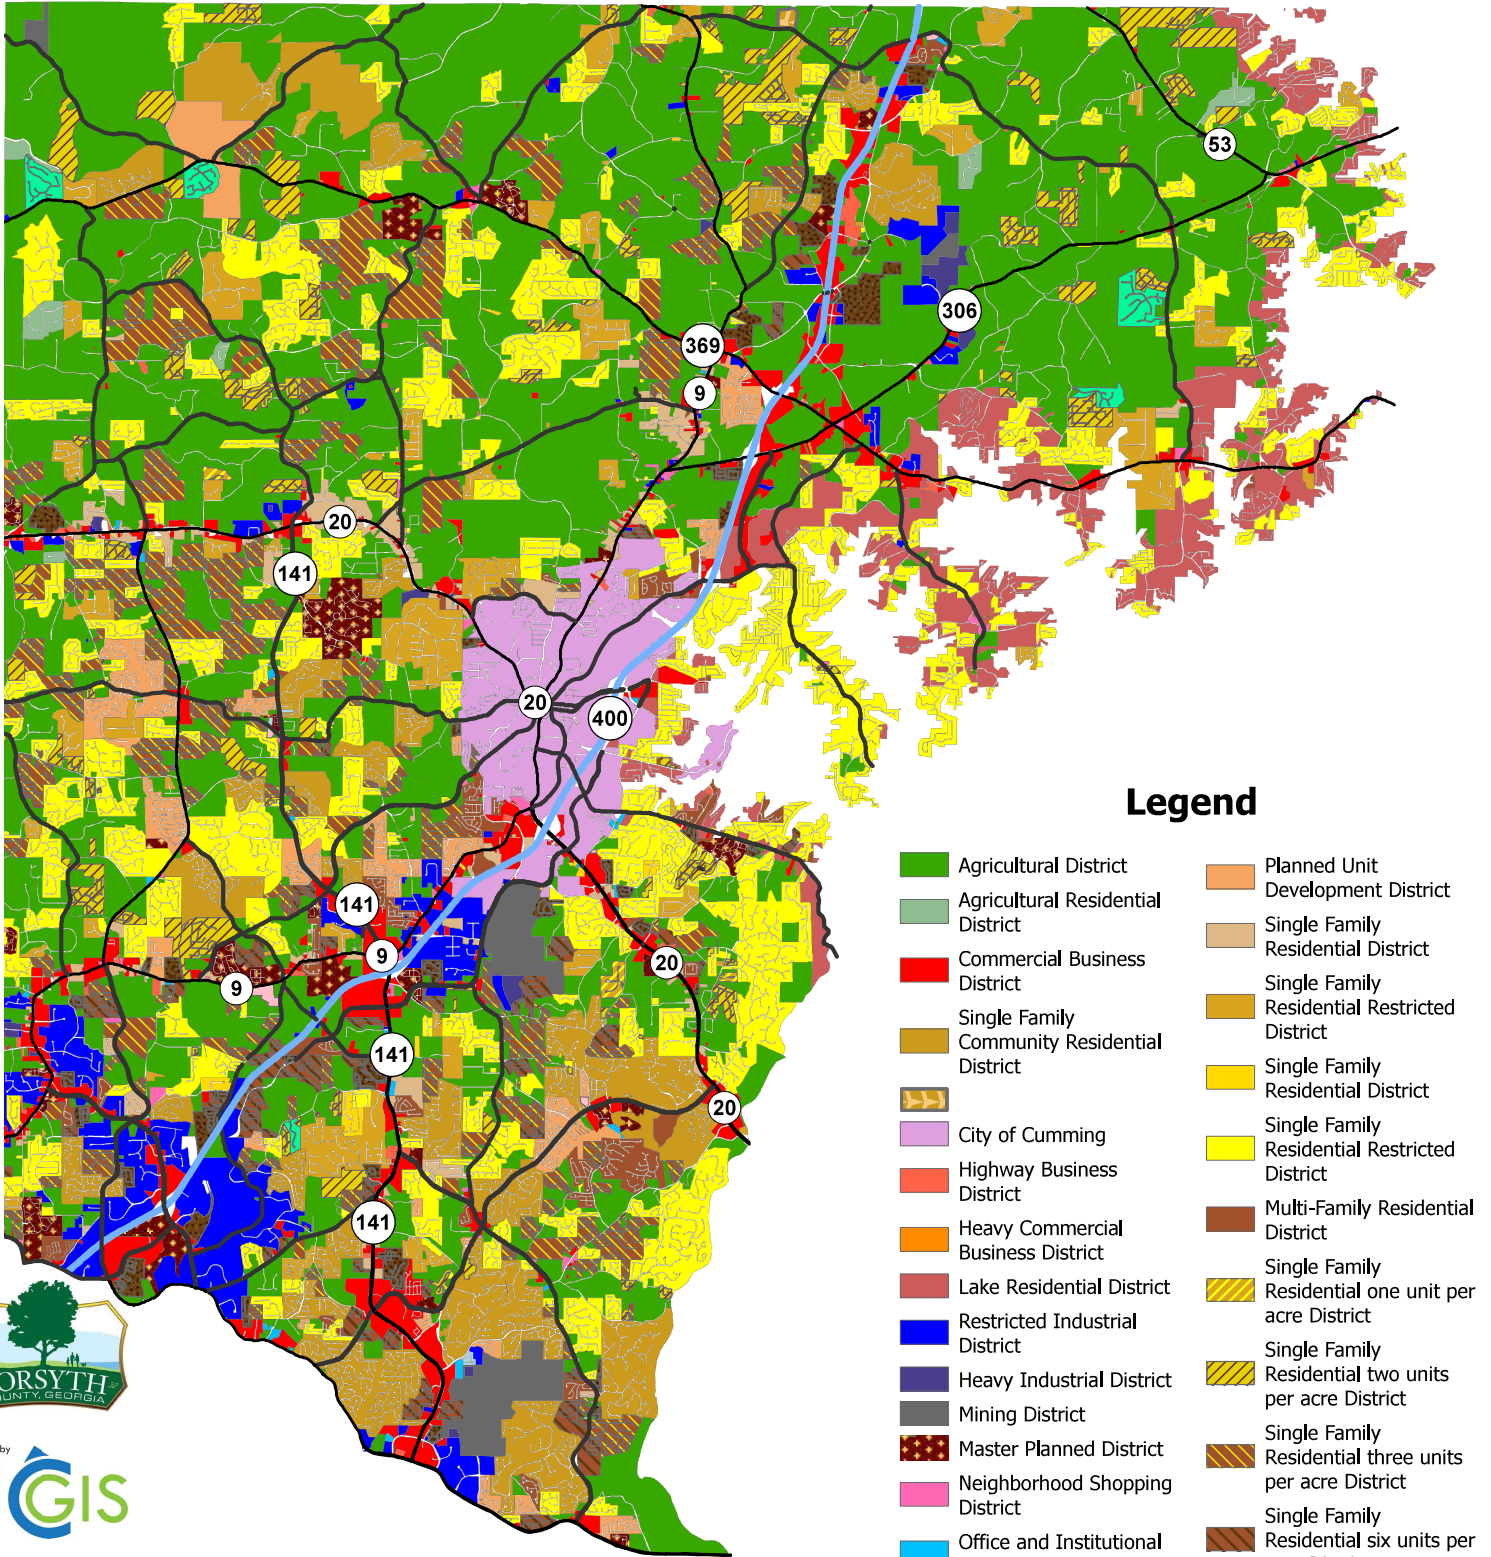 53
306
369
9
20
141
20
400
141
9
20
9
141
20
141
Legend
Agricultural District
Agricultural Residential
District
Commercial Business
District
Single Family
Community Residential
District
City of Cumming
Highway Business
District
Heavy Commercial
Business District
Lake Residential District
Restricted Industrial
District
Heavy Industrial District
Mining District
Master Planned District
Neighborhood Shopping
District
Office and Institutional
Planned Unit
Development District
Single Family
Residential District
Single Family
Residential Restricted
District
Single Family
Residential District
Single Family
Residential Restricted
District
Multi-Family Residential
District
Single Family
Residential one unit per
acre District
Single Family
Residential two units
per acre District
Single Family
Residential three units
per acre District
Single Family
Residential six units per
ORSYTH
OUNTY, GEORGIA
by
GIS